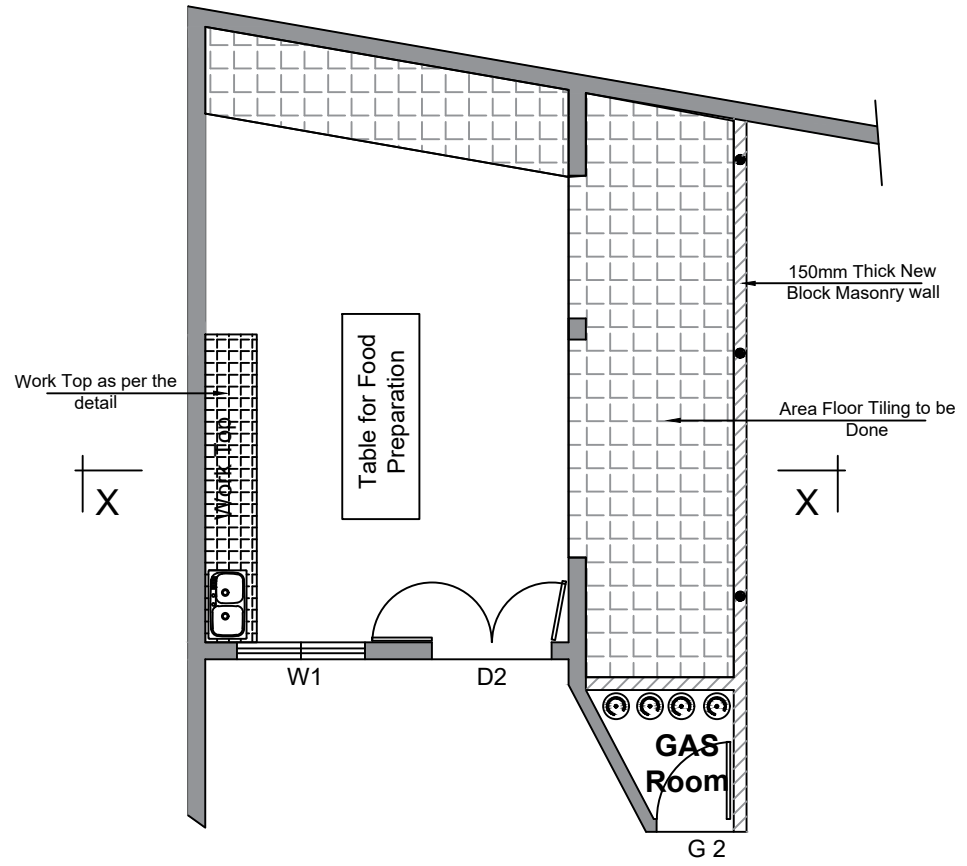 150mm Thick New
Block Masonry wall
Work Top as per the
detail
Work Top
Table for Food
Preparation
Area Floor Tiling to be
Done
X
X
W1
D2
GAS
Room
G 2